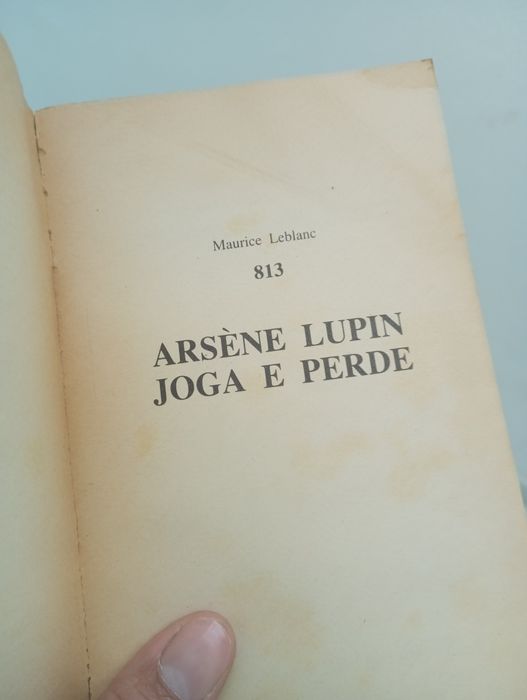 Maurice Leblanc
813
ARSÈNE LUPIN
JOGA E PERDE